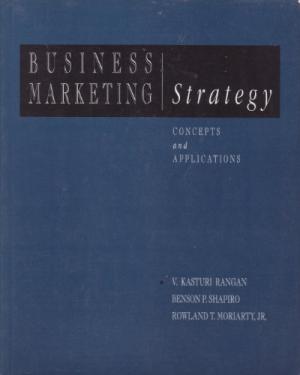 BUSINESS
MARKETING
Strategy
CONCEPTS
and
APPLICATIONS
V. KASTURI RANGAN
BENSON P. SHAPIRO
ROWLAND T. MORIARTY, JR.